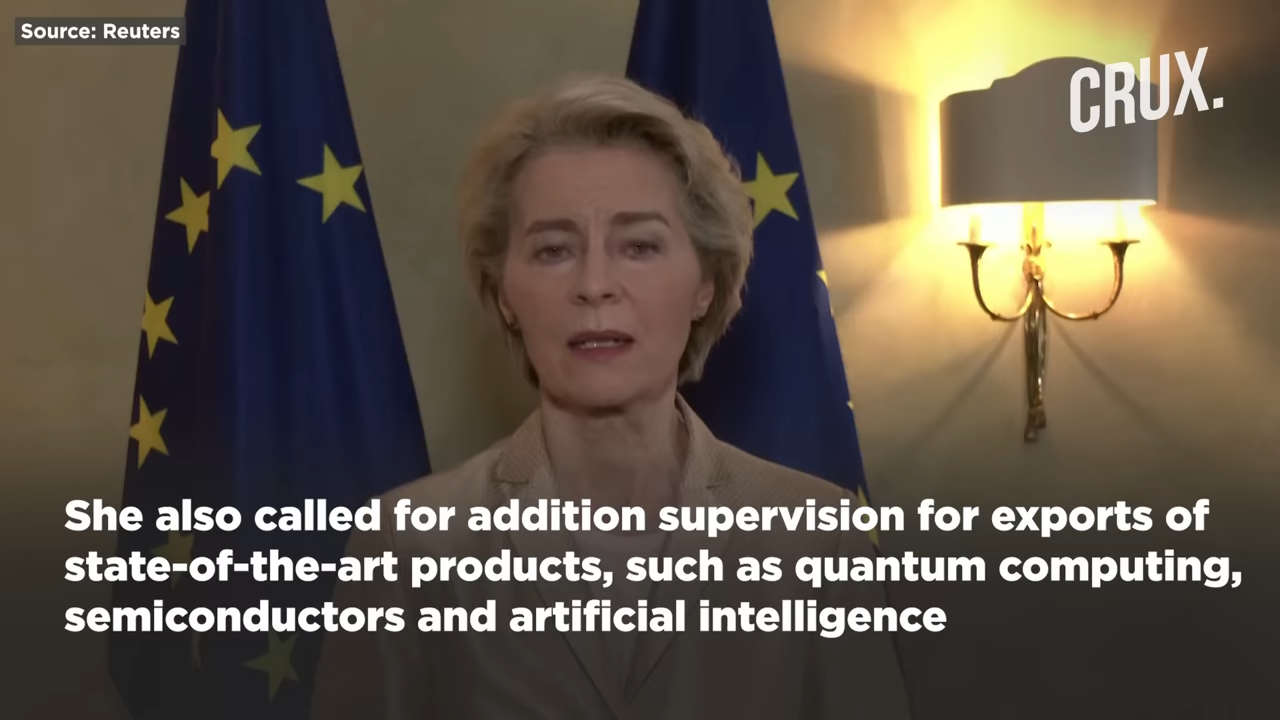 Source: Reuters
CRUX.
She also called for addition supervision for exports of
state-of-the-art products, such as quantum computing,
semiconductors and artificial intelligence